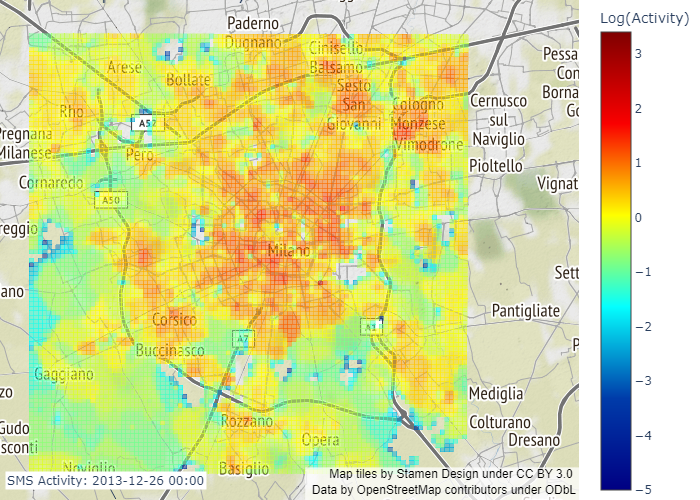 Log(Activity)
3
2
1
0
−1
−2
−3
−4
−5
Paderno
Dugnano
Cinisello
Balsamo
Arese
Bollate
Sesto
San
Giovanni
Cologno
Monzese
Vimodrone
Cernusco
sul
Naviglio
Pioltello
Pessa
Con
Borna
Go
Rho
A52
Pregnana
Milanese
Pero
Cornaredo
A50
Vignat
reggio
Milano
Sett
ano
Pantigliate
Corsico
A7
Buccinasco
Gaggiano
P
zo
Mediglia
Rozzano
Colturano
Gudo
sconti
Opera
Dresano
Noviglio
Basiglio
SMS Activity: 2013-12-26 00:00
Map tiles by Stamen Design under CC BY 3.0
Data by OpenStreetMap contributors under ODbL